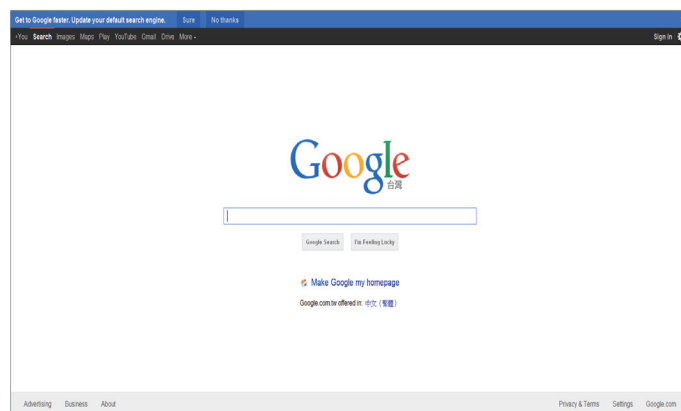 Get to Google faster. Update your default search engine. Sure No thanks
+You Search Images Maps Play YouTube Gmail Drive More
Sign in
Google
台灣
Google Search I'm Feeling Lucky
Make Google my homepage
Google.com.tw offered in: 中文（繁體）
Advertising Business About Privacy & Terms Settings Google.com